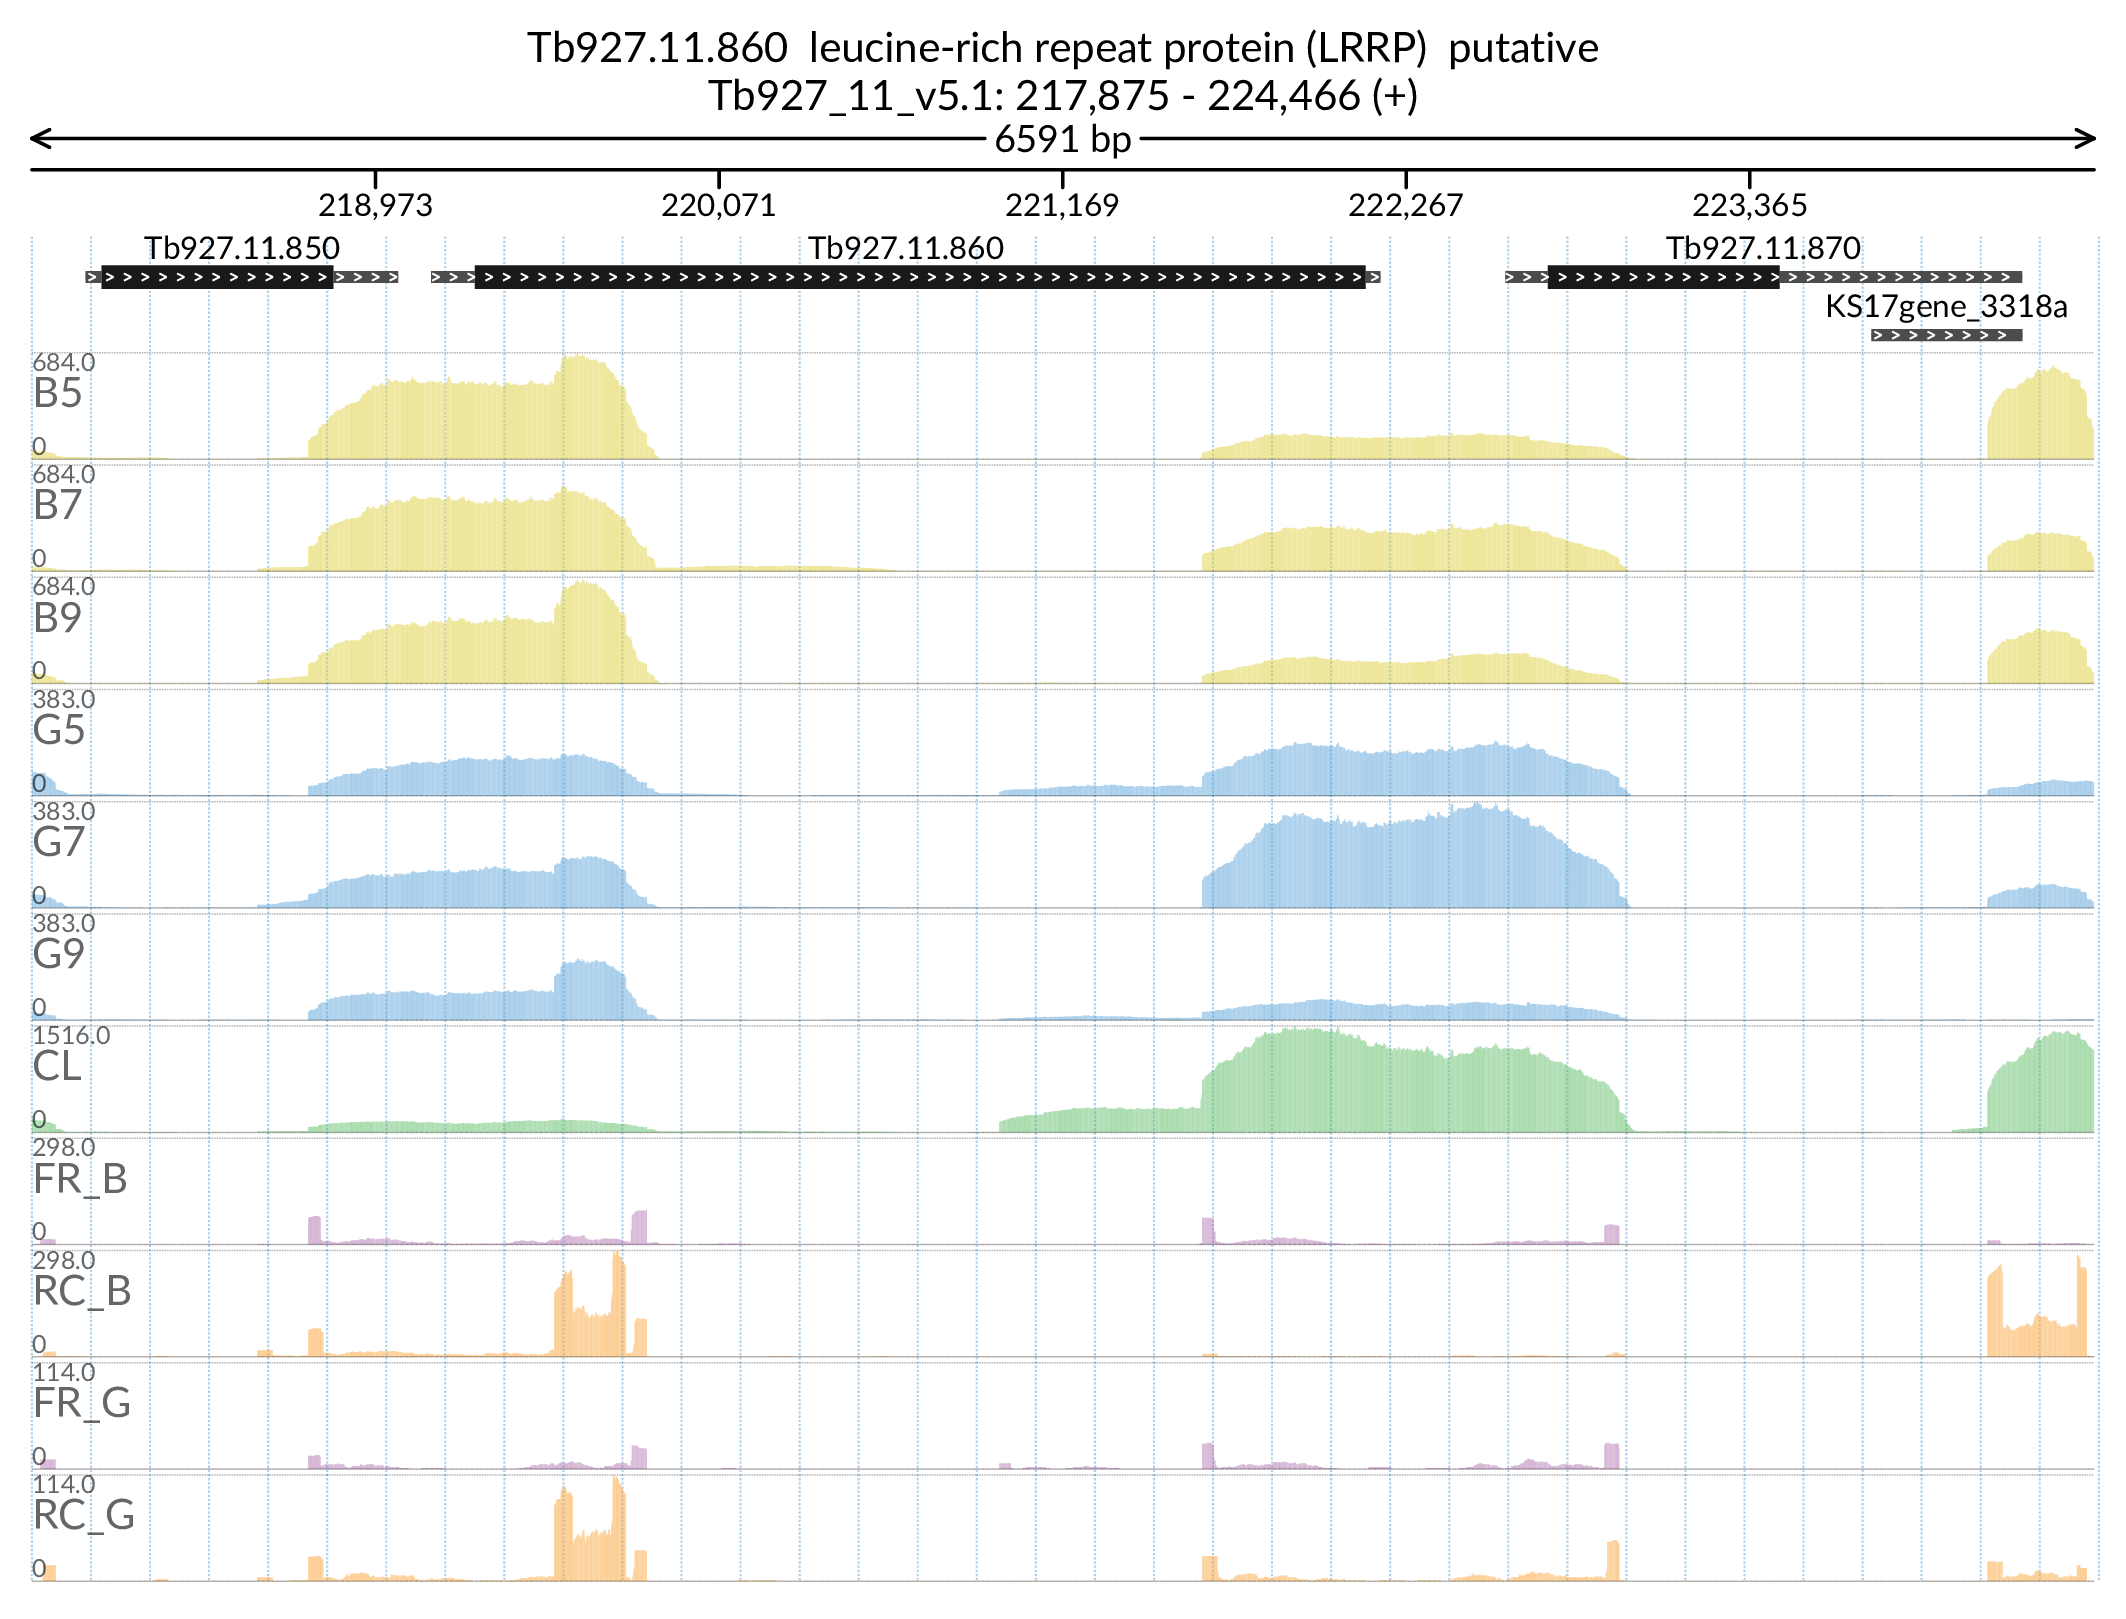 Tb927.11.860  leucine-rich repeat protein (LRRP)  putative
Tb927_11_v5.1: 217,875 - 224,466 (+)
6591 bp
218,973 220,071 221,169 222,267 223,365
Tb927.11.850 Tb927.11.860 Tb927.11.870
KS17gene_3318a
684.0
B5
0
684.0
B7
0
684.0
B9
0
383.0
G5
0
383.0
G7
0
383.0
G9
0
1516.0
CL
0
298.0
FR_B
0
298.0
RC_B
0
114.0
FR_G
0
114.0
RC_G
0